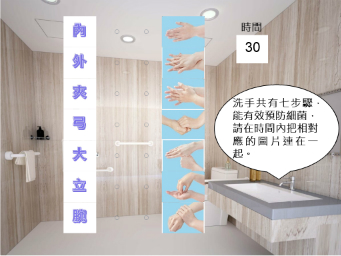 時間
30
內
外
夾
弓
大
立
腕
洗手共有七步驟，
能有效預防細菌，
請在時間內把相對
應的圖片連在一
起。